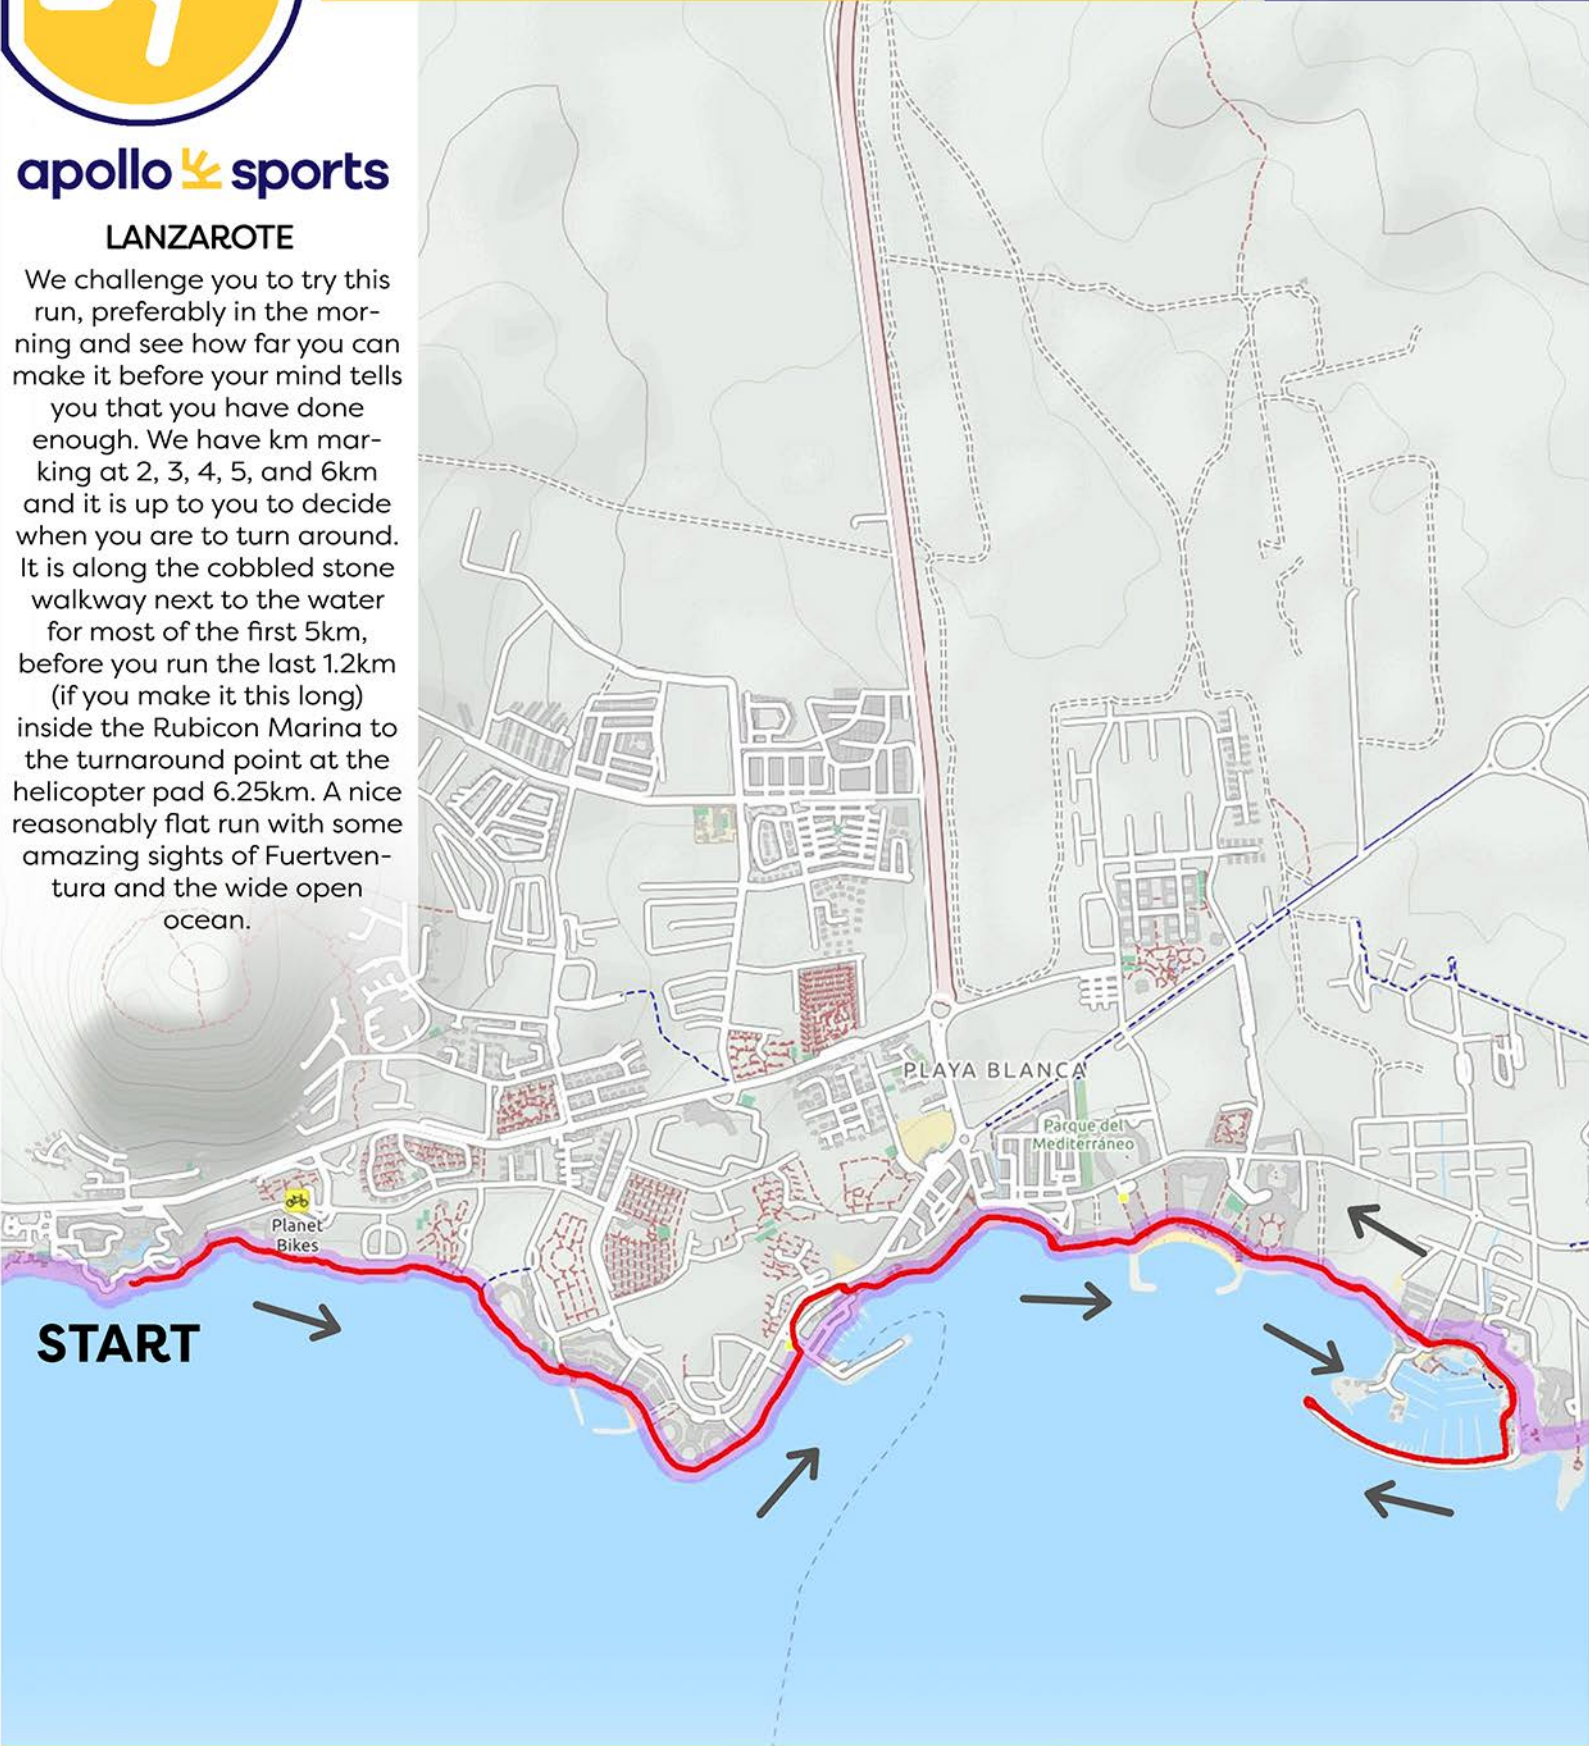 apollo sports
LANZAROTE
We challenge you to try this
run, preferably in the mor-
ning and see how far you can
make it before your mind tells
you that you have done
enough. We have km mar-
king at 2, 3, 4, 5, and 6km
and it is up to you to decide
when you are to turn around.
It is along the cobbled stone
walkway next to the water
for most of the first 5km,
before you run the last 1.2km
(if you make it this long)
inside the Rubicon Marina to
the turnaround point at the
helicopter pad 6.25km. A nice
reasonably flat run with some
amazing sights of Fuertven-
tura and the wide open
ocean.
PLAYA BLANCA
Parque del
Mediterráneo
Planet
Bikes
START